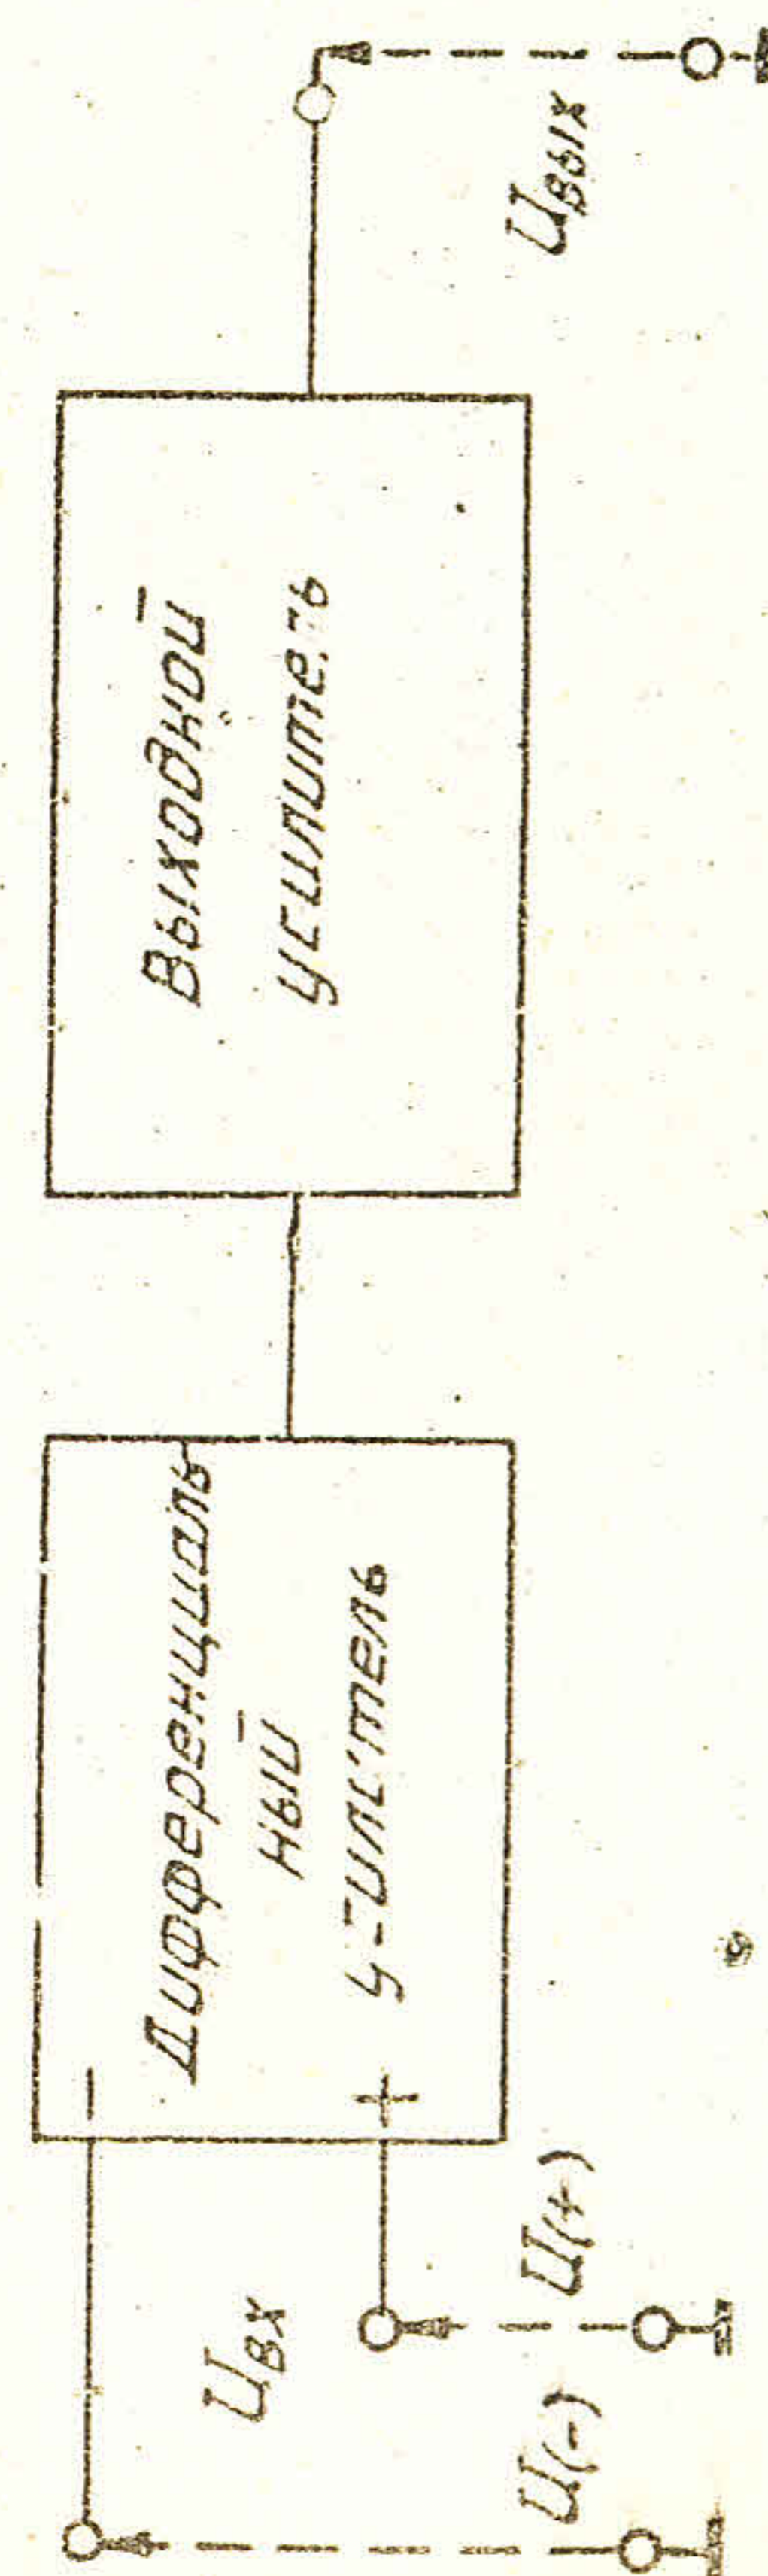 −
Дифференциаль
ный
усилитель
+
Uвх
U(-)
U(+)
Выходной
усилитель
Uвых